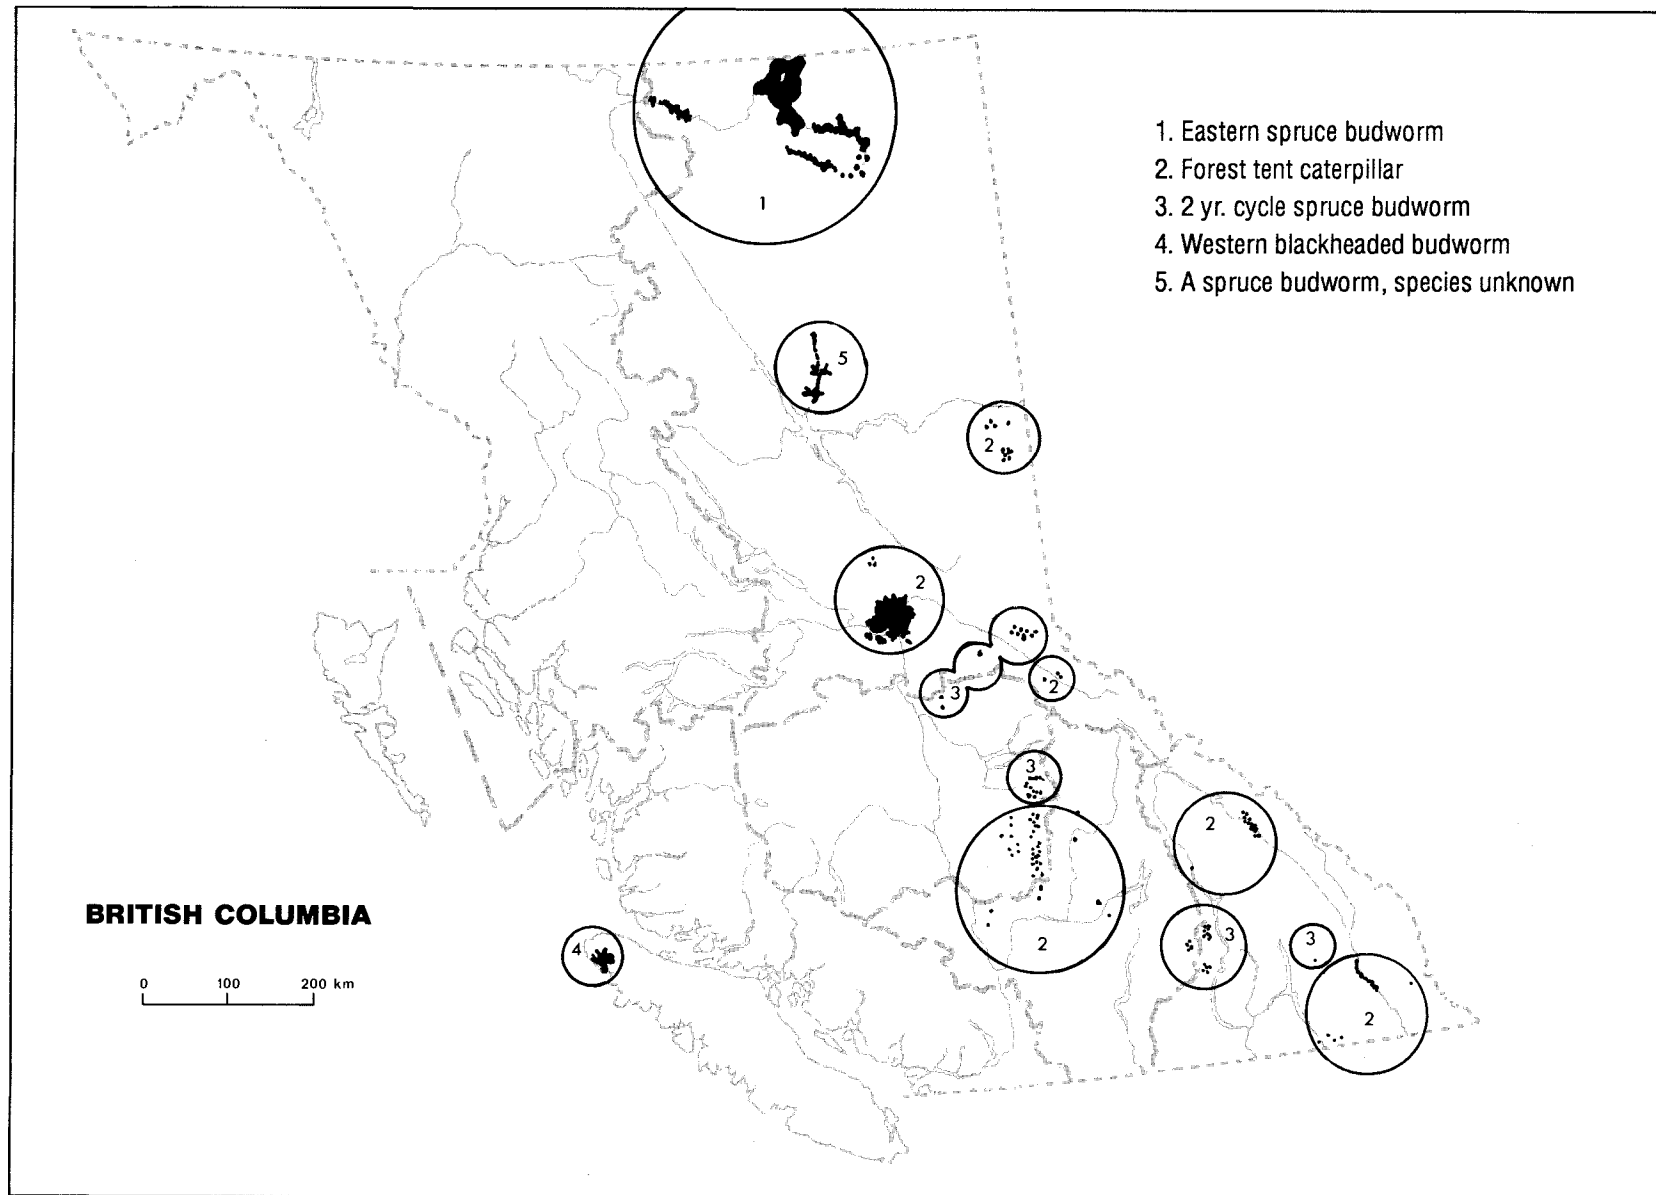 1. Eastern spruce budworm
2. Forest tent caterpillar
3. 2 yr. cycle spruce budworm
4. Western blackheaded budworm
5. A spruce budworm, species unknown
1
5
2
2
3
2
3
2
2
3
3
2
4
BRITISH COLUMBIA
0 100 200 km